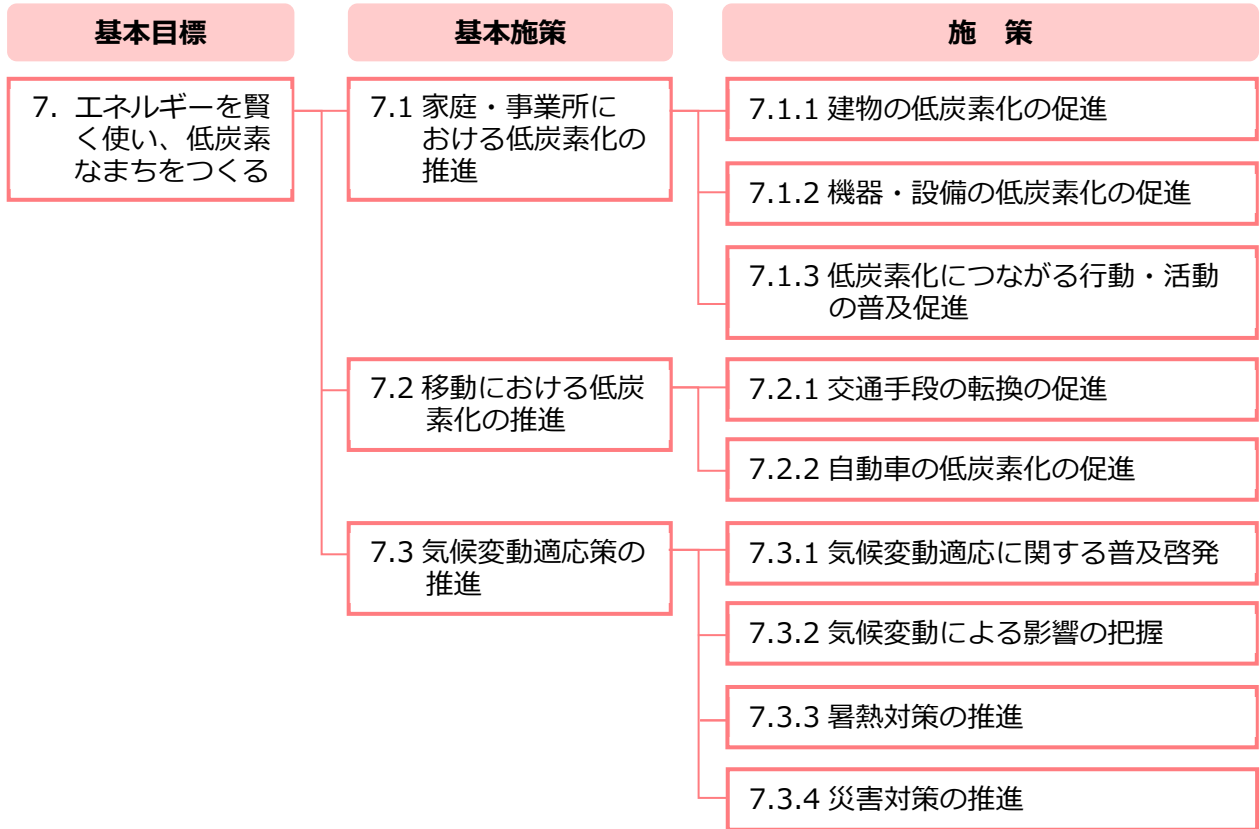 基本目標
基本施策
施　策
7. エネルギーを賢
く使い、低炭素
なまちをつくる
7.1 家庭・事業所に
おける低炭素化の
推進
7.1.1 建物の低炭素化の促進
7.1.2 機器・設備の低炭素化の促進
7.1.3 低炭素化につながる行動・活動
の普及促進
7.2 移動における低炭
素化の推進
7.2.1 交通手段の転換の促進
7.2.2 自動車の低炭素化の促進
7.3 気候変動適応策の
推進
7.3.1 気候変動適応に関する普及啓発
7.3.2 気候変動による影響の把握
7.3.3 暑熱対策の推進
7.3.4 災害対策の推進